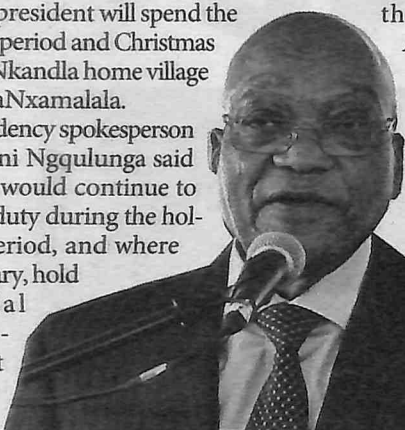 president will spend the
period and Christmas
Nkandla home village
aNxamalala.
dency spokesperson
ni Ngqulunga said
would continue to
duty during the hol-
eriod, and where
ary, hold
al
-
t
th